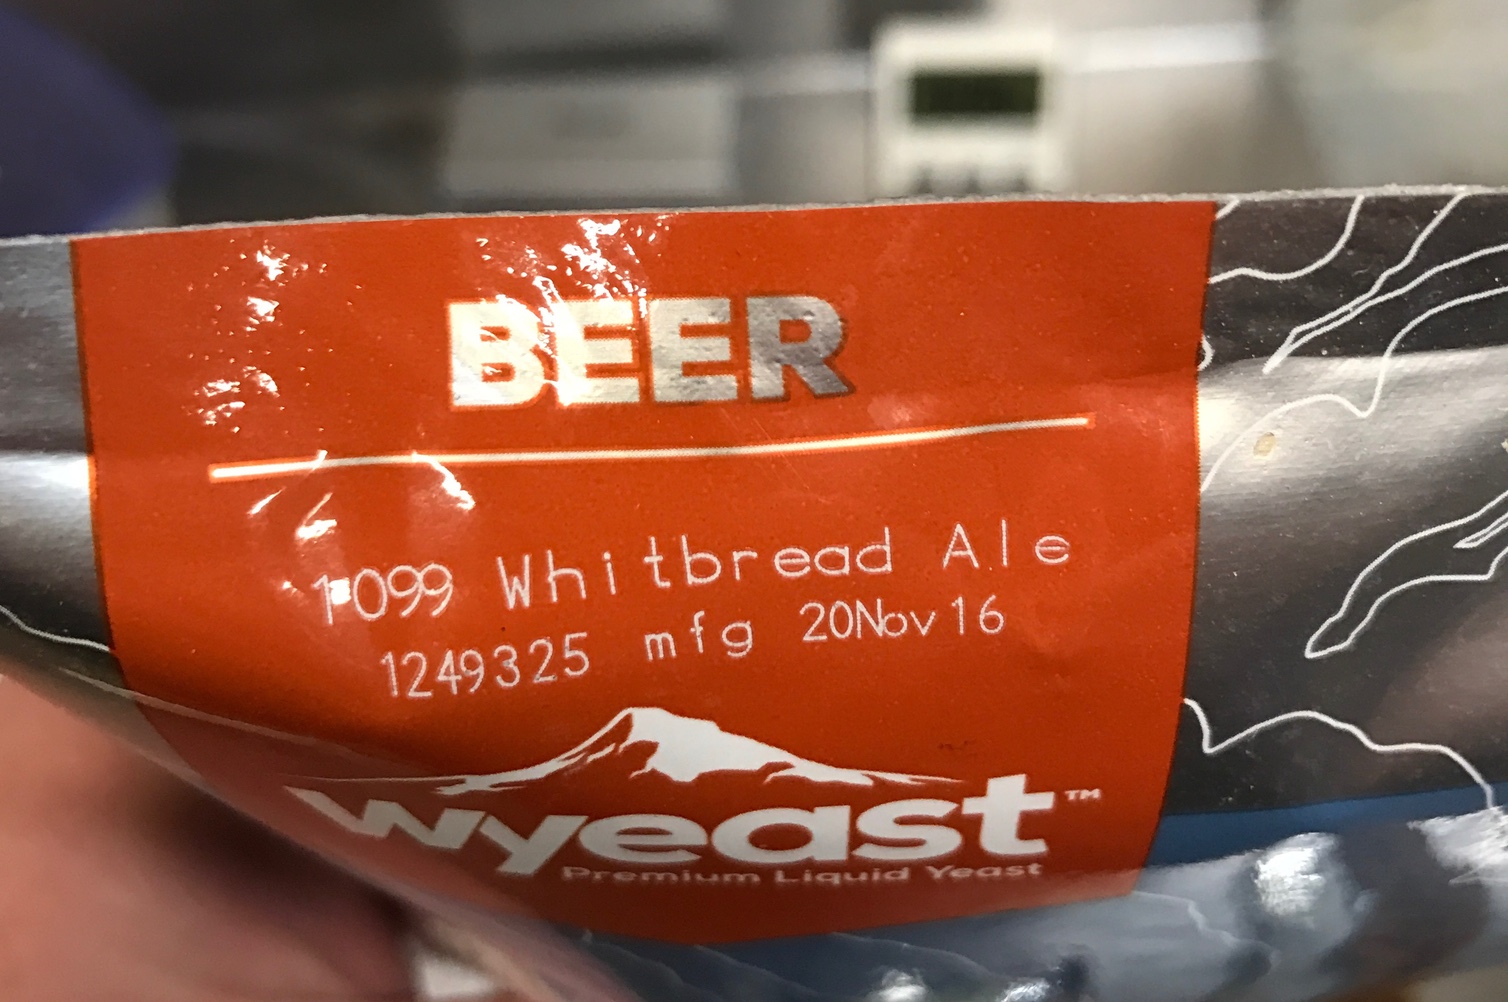 BEER
1099 Whitbread Ale
1249325 mfg 20Nov16
wyeast™
Premium Liquid Yeast